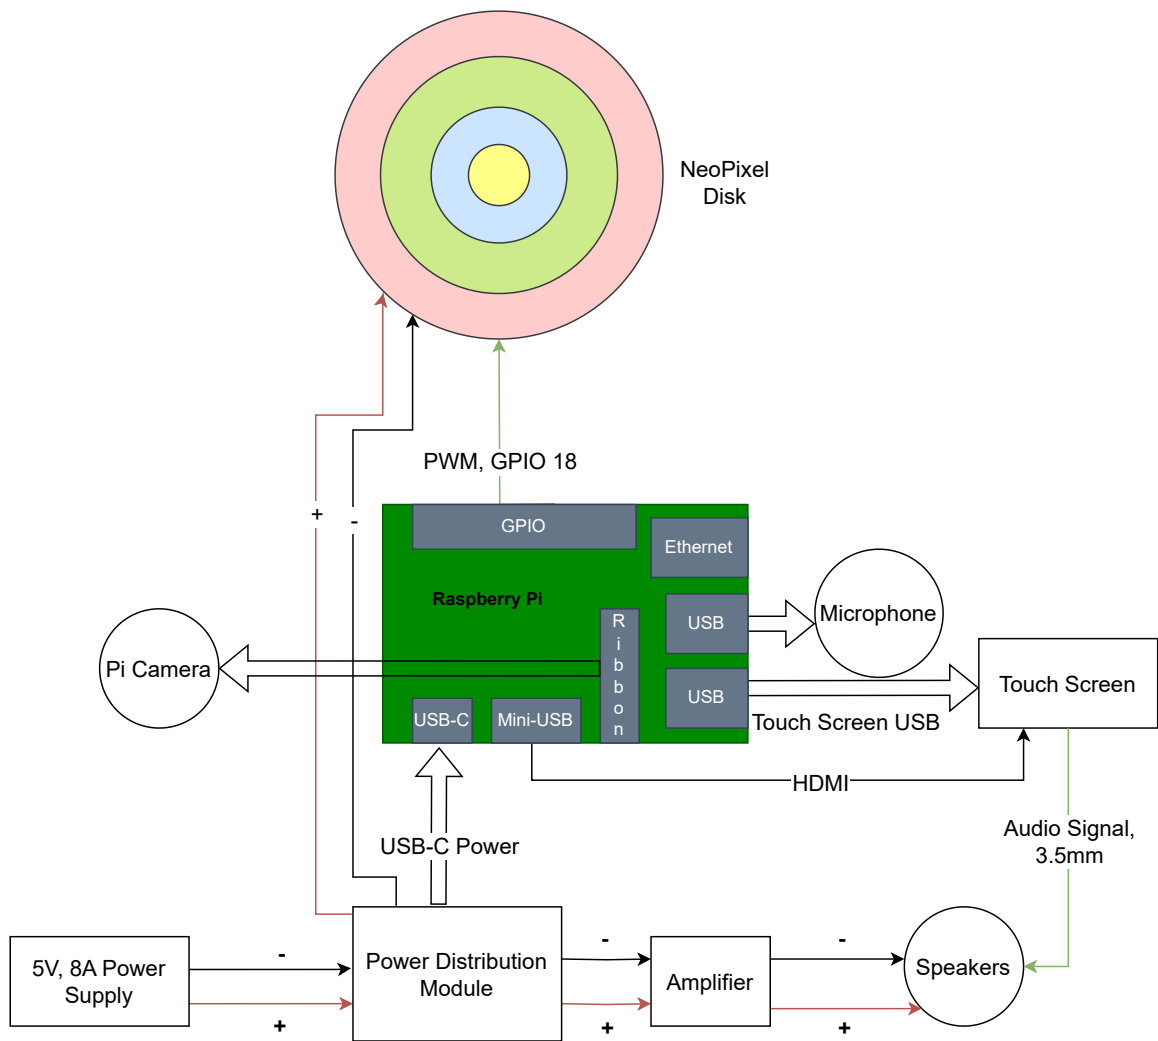 NeoPixel
Disk
PWM, GPIO 18
+
-
GPIO
Ethernet
Raspberry Pi
Ribbon
USB
Microphone
Pi Camera
USB
Touch Screen
USB-C
Mini-USB
Touch Screen USB
HDMI
Audio Signal,
3.5mm
USB-C Power
-
-
-
5V, 8A Power
Supply
Power Distribution
Module
Amplifier
Speakers
+
+
+